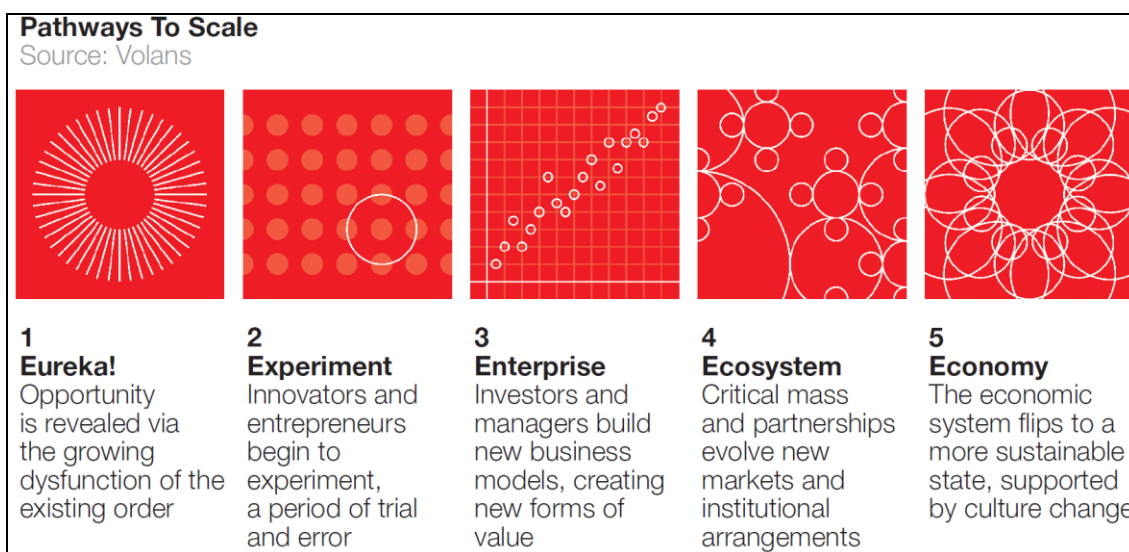 Pathways To Scale
Source: Volans
1
Eureka!
Opportunity
is revealed via
the growing
dysfunction of the
existing order
2
Experiment
Innovators and
entrepreneurs
begin to
experiment,
a period of trial
and error
3
Enterprise
Investors and
managers build
new business
models, creating
new forms of
value
4
Ecosystem
Critical mass
and partnerships
evolve new
markets and
institutional
arrangements
5
Economy
The economic
system flips to a
more sustainable
state, supported
by culture change